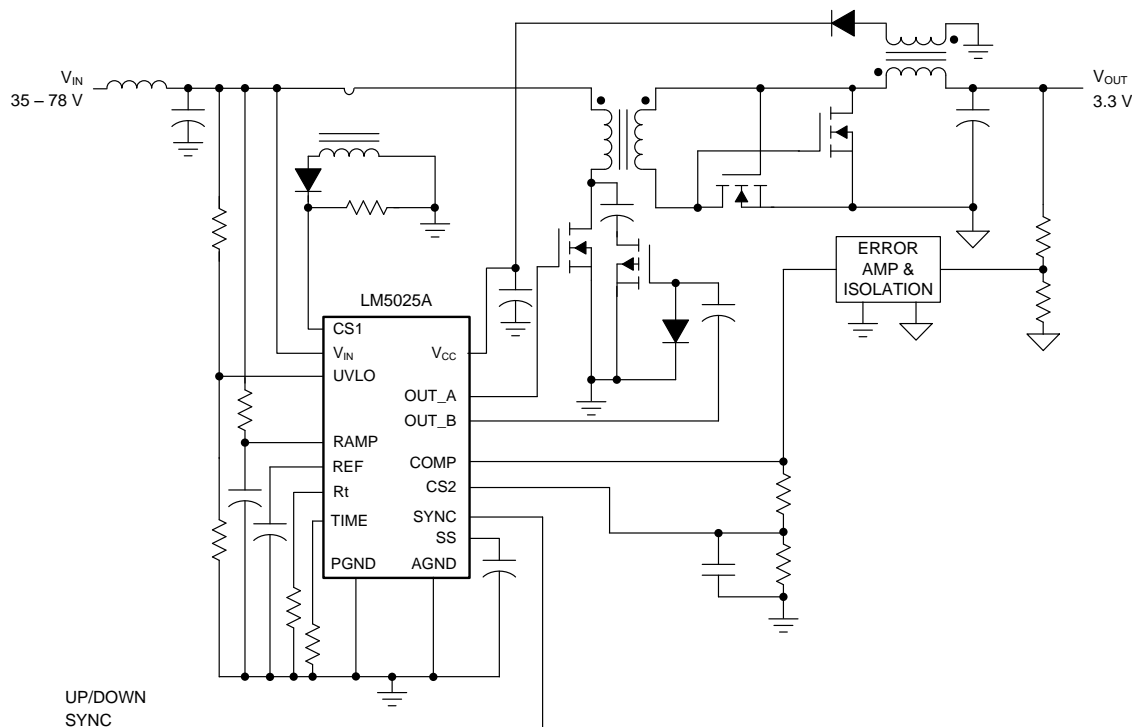 V_IN
35 – 78 V
V_OUT
3.3 V
ERROR
AMP &
ISOLATION
LM5025A
CS1
V_IN
UVLO
RAMP
REF
Rt
TIME
PGND
V_CC
OUT_A
OUT_B
COMP
CS2
SYNC
SS
AGND
UP/DOWN
SYNC